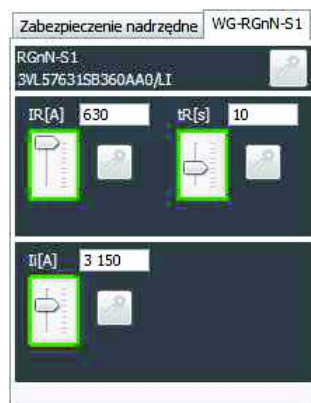 Zabezpieczenie nadrzędne WG-RGnN-S1
RGnN-S1
3VL57631SB360AA0/LI
IR[A] 630 tR[s] 10
Ii[A] 3 150